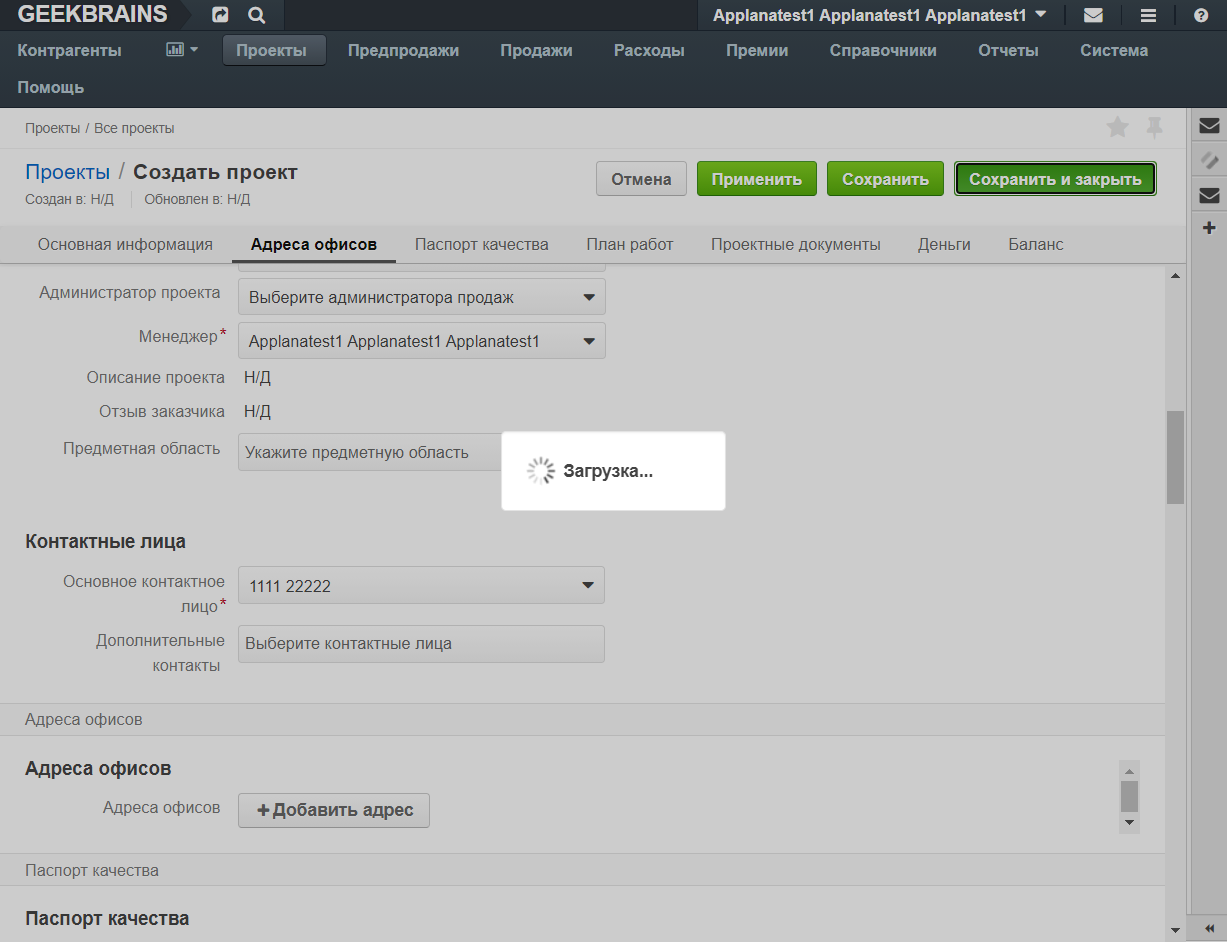 GEEKBRAINS
Applanatest1 Applanatest1 Applanatest1
Контрагенты Проекты Предпродажи Продажи Расходы Премии Справочники Отчеты Система
Помощь
Проекты / Все проекты
Проекты / Создать проект
Отмена Применить Сохранить Сохранить и закрыть
Создан в: Н/Д Обновлен в: Н/Д
Основная информация Адреса офисов Паспорт качества План работ Проектные документы Деньги Баланс
Администратор проекта Выберите администратора продаж
Менеджер* Applanatest1 Applanatest1 Applanatest1
Описание проекта Н/Д
Отзыв заказчика Н/Д
Предметная область Укажите предметную область
Загрузка...
Контактные лица
Основное контактное
лицо* 1111 22222
Дополнительные
контакты Выберите контактные лица
Адреса офисов
Адреса офисов
Адреса офисов +Добавить адрес
Паспорт качества
Паспорт качества